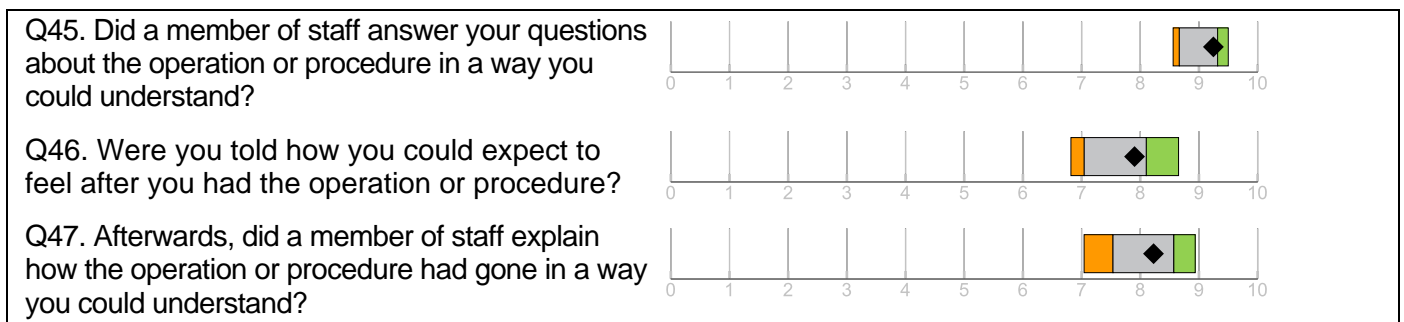 Q45. Did a member of staff answer your questions
about the operation or procedure in a way you
could understand?
0 1 2 3 4 5 6 7 8 9 10
Q46. Were you told how you could expect to
feel after you had the operation or procedure?
0 1 2 3 4 5 6 7 8 9 10
Q47. Afterwards, did a member of staff explain
how the operation or procedure had gone in a way
you could understand?
0 1 2 3 4 5 6 7 8 9 10